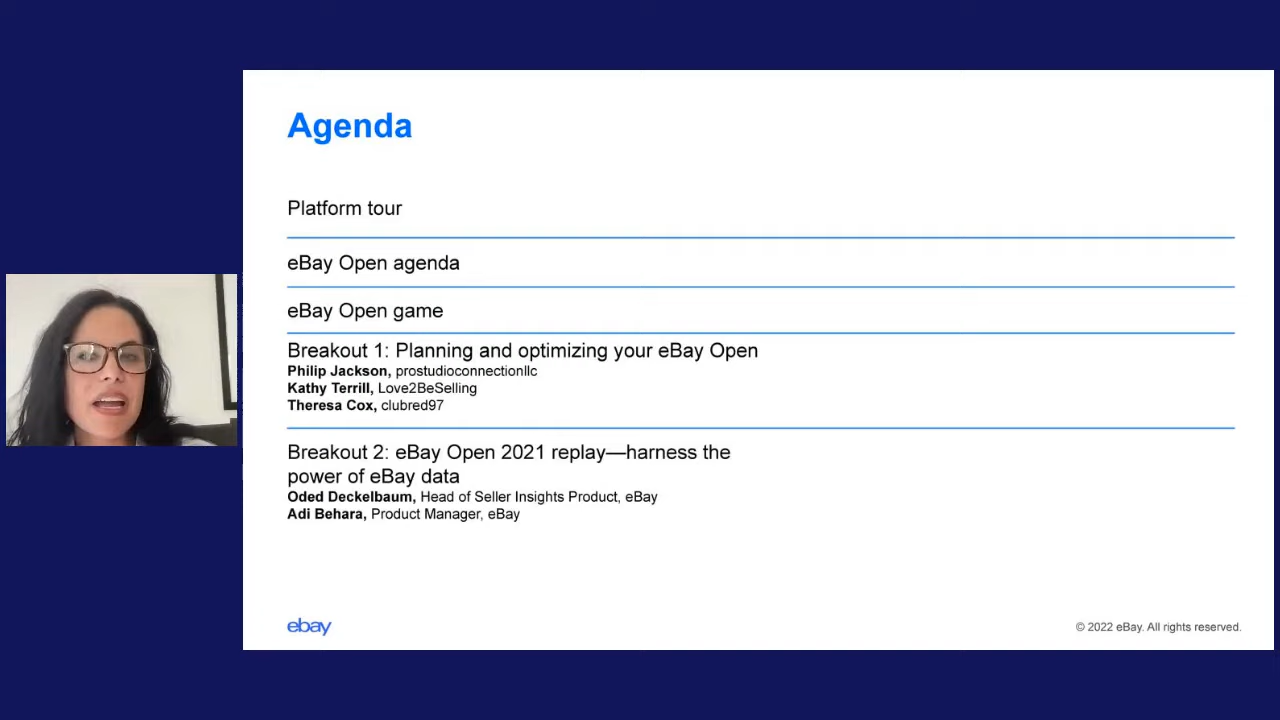 Agenda
Platform tour
eBay Open agenda
eBay Open game
Breakout 1: Planning and optimizing your eBay Open
Philip Jackson, prostudioconnectionllc
Kathy Terrill, Love2BeSelling
Theresa Cox, clubred97
Breakout 2: eBay Open 2021 replay—harness the
power of eBay data
Oded Deckelbaum, Head of Seller Insights Product, eBay
Adi Behara, Product Manager, eBay
ebay
© 2022 eBay. All rights reserved.